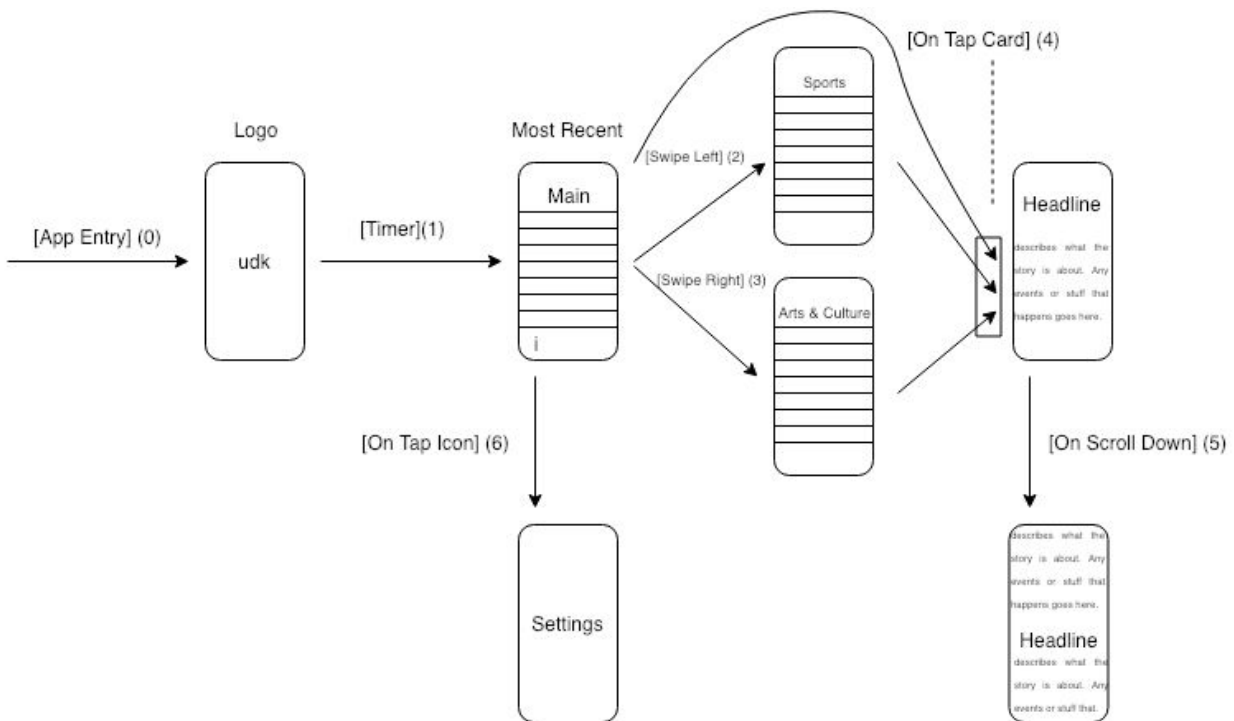 [On Tap Card] (4)
Sports
Logo
Most Recent
[Swipe Left] (2)
Main
Headline
[App Entry] (0)
[Timer](1)
udk
describes what the
story is about. Any
events or stuff that
happens goes here.
[Swipe Right] (3)
Arts & Culture
i
[On Tap Icon] (6)
[On Scroll Down] (5)
describes what the
story is about. Any
events or stuff that
happens goes here.
Settings
Headline
describes what the
story is about. Any
events or stuff that.